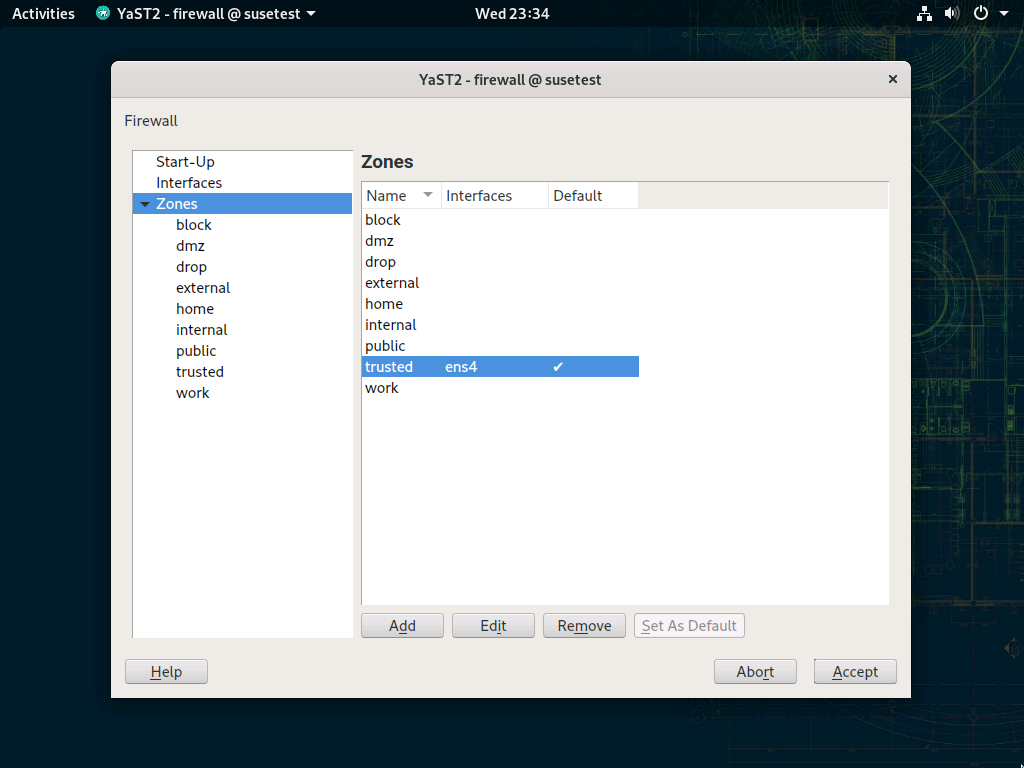 Activities YaST2 - firewall @ susetest Wed 23:34
YaST2 - firewall @ susetest
Firewall
Start-Up
Interfaces
Zones
block
dmz
drop
external
home
internal
public
trusted
work
Zones
Name Interfaces Default
block
dmz
drop
external
home
internal
public
trusted ens4 ✔
work
Add Edit Remove Set As Default
Help Abort Accept